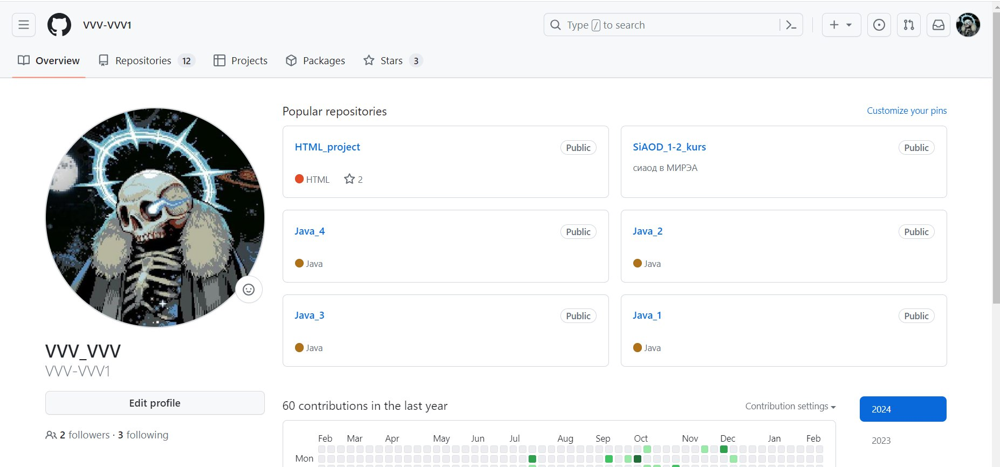 VVV-VVV1
Type / to search
Overview Repositories 12 Projects Packages Stars 3
Popular repositories Customize your pins
HTML_project Public
HTML 2
SiAOD_1-2_kurs Public
сиаод в МИРЭА
Java_4 Public
Java
Java_2 Public
Java
Java_3 Public
Java
Java_1 Public
Java
VVV_VVV
VVV-VVV1
Edit profile
2 followers · 3 following
60 contributions in the last year
Contribution settings
2024
2023
Feb Mar Apr May Jun Jul Aug Sep Oct Nov Dec Jan Feb
Mon